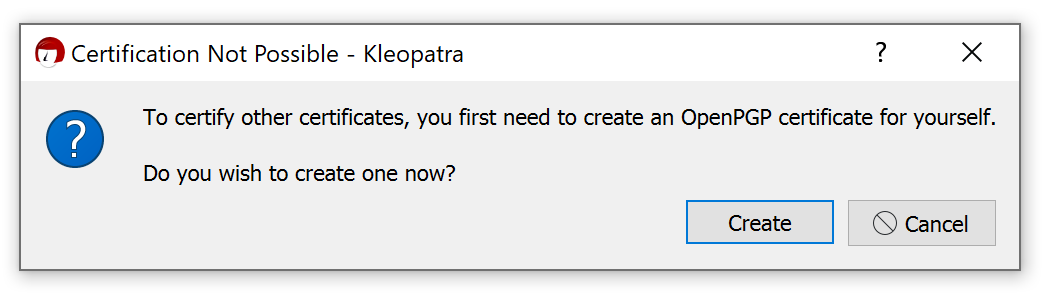 Certification Not Possible - Kleopatra
?
To certify other certificates, you first need to create an OpenPGP certificate for yourself.
?
Do you wish to create one now?
Create
Cancel